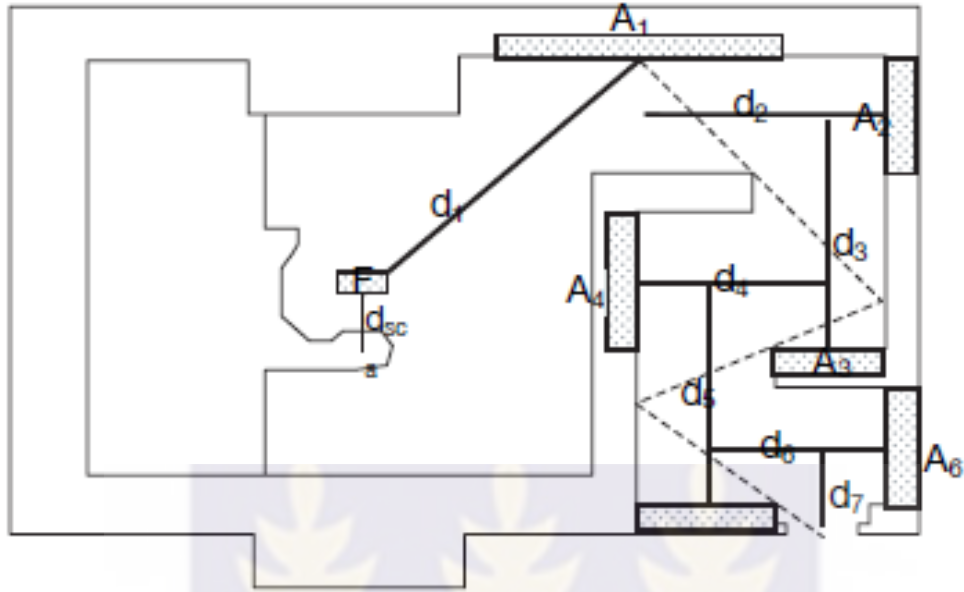 A₁
d₂
A₂
d₁
d₃
F
A₄
d₄
dsc
a
A₃
d₅
d₆
A₆
d₇